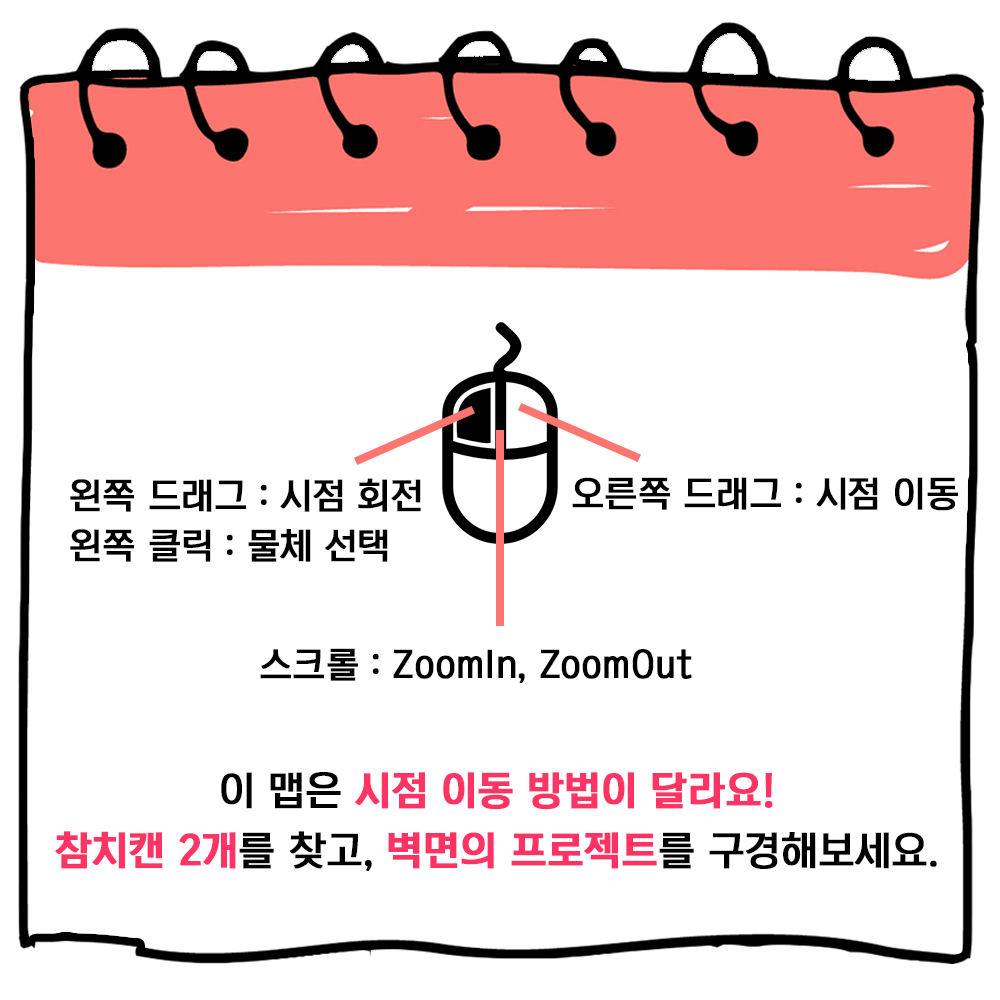 왼쪽 드래그 : 시점 회전
왼쪽 클릭 : 물체 선택
오른쪽 드래그 : 시점 이동
스크롤 : ZoomIn, ZoomOut
이 맵은 시점 이동 방법이 달라요!
참치캔 2개를 찾고, 벽면의 프로젝트를 구경해보세요.